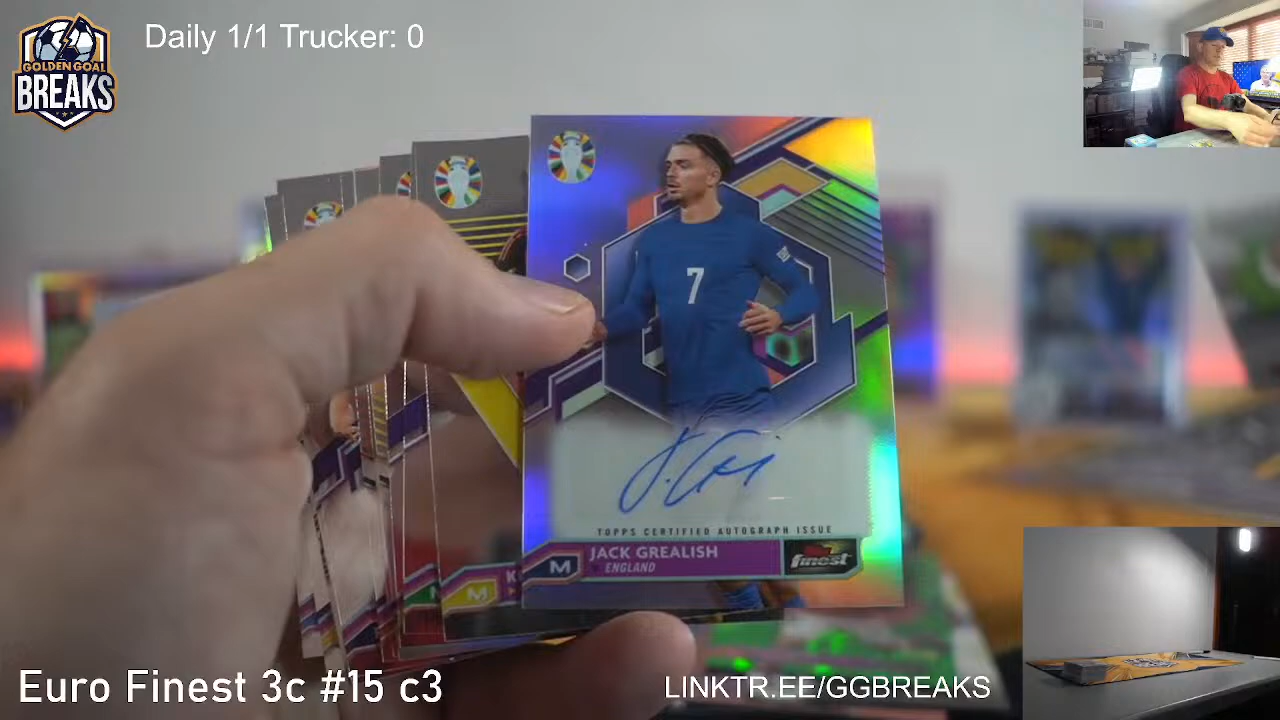 Daily 1/1 Trucker: 0
GOLDEN GOAL
BREAKS
7
J. G
TOPPS CERTIFIED AUTOGRAPH ISSUE
M
JACK GREALISH
ENGLAND
finest
M
K
Euro Finest 3c #15 c3
LINKTR.EE/GGBREAKS